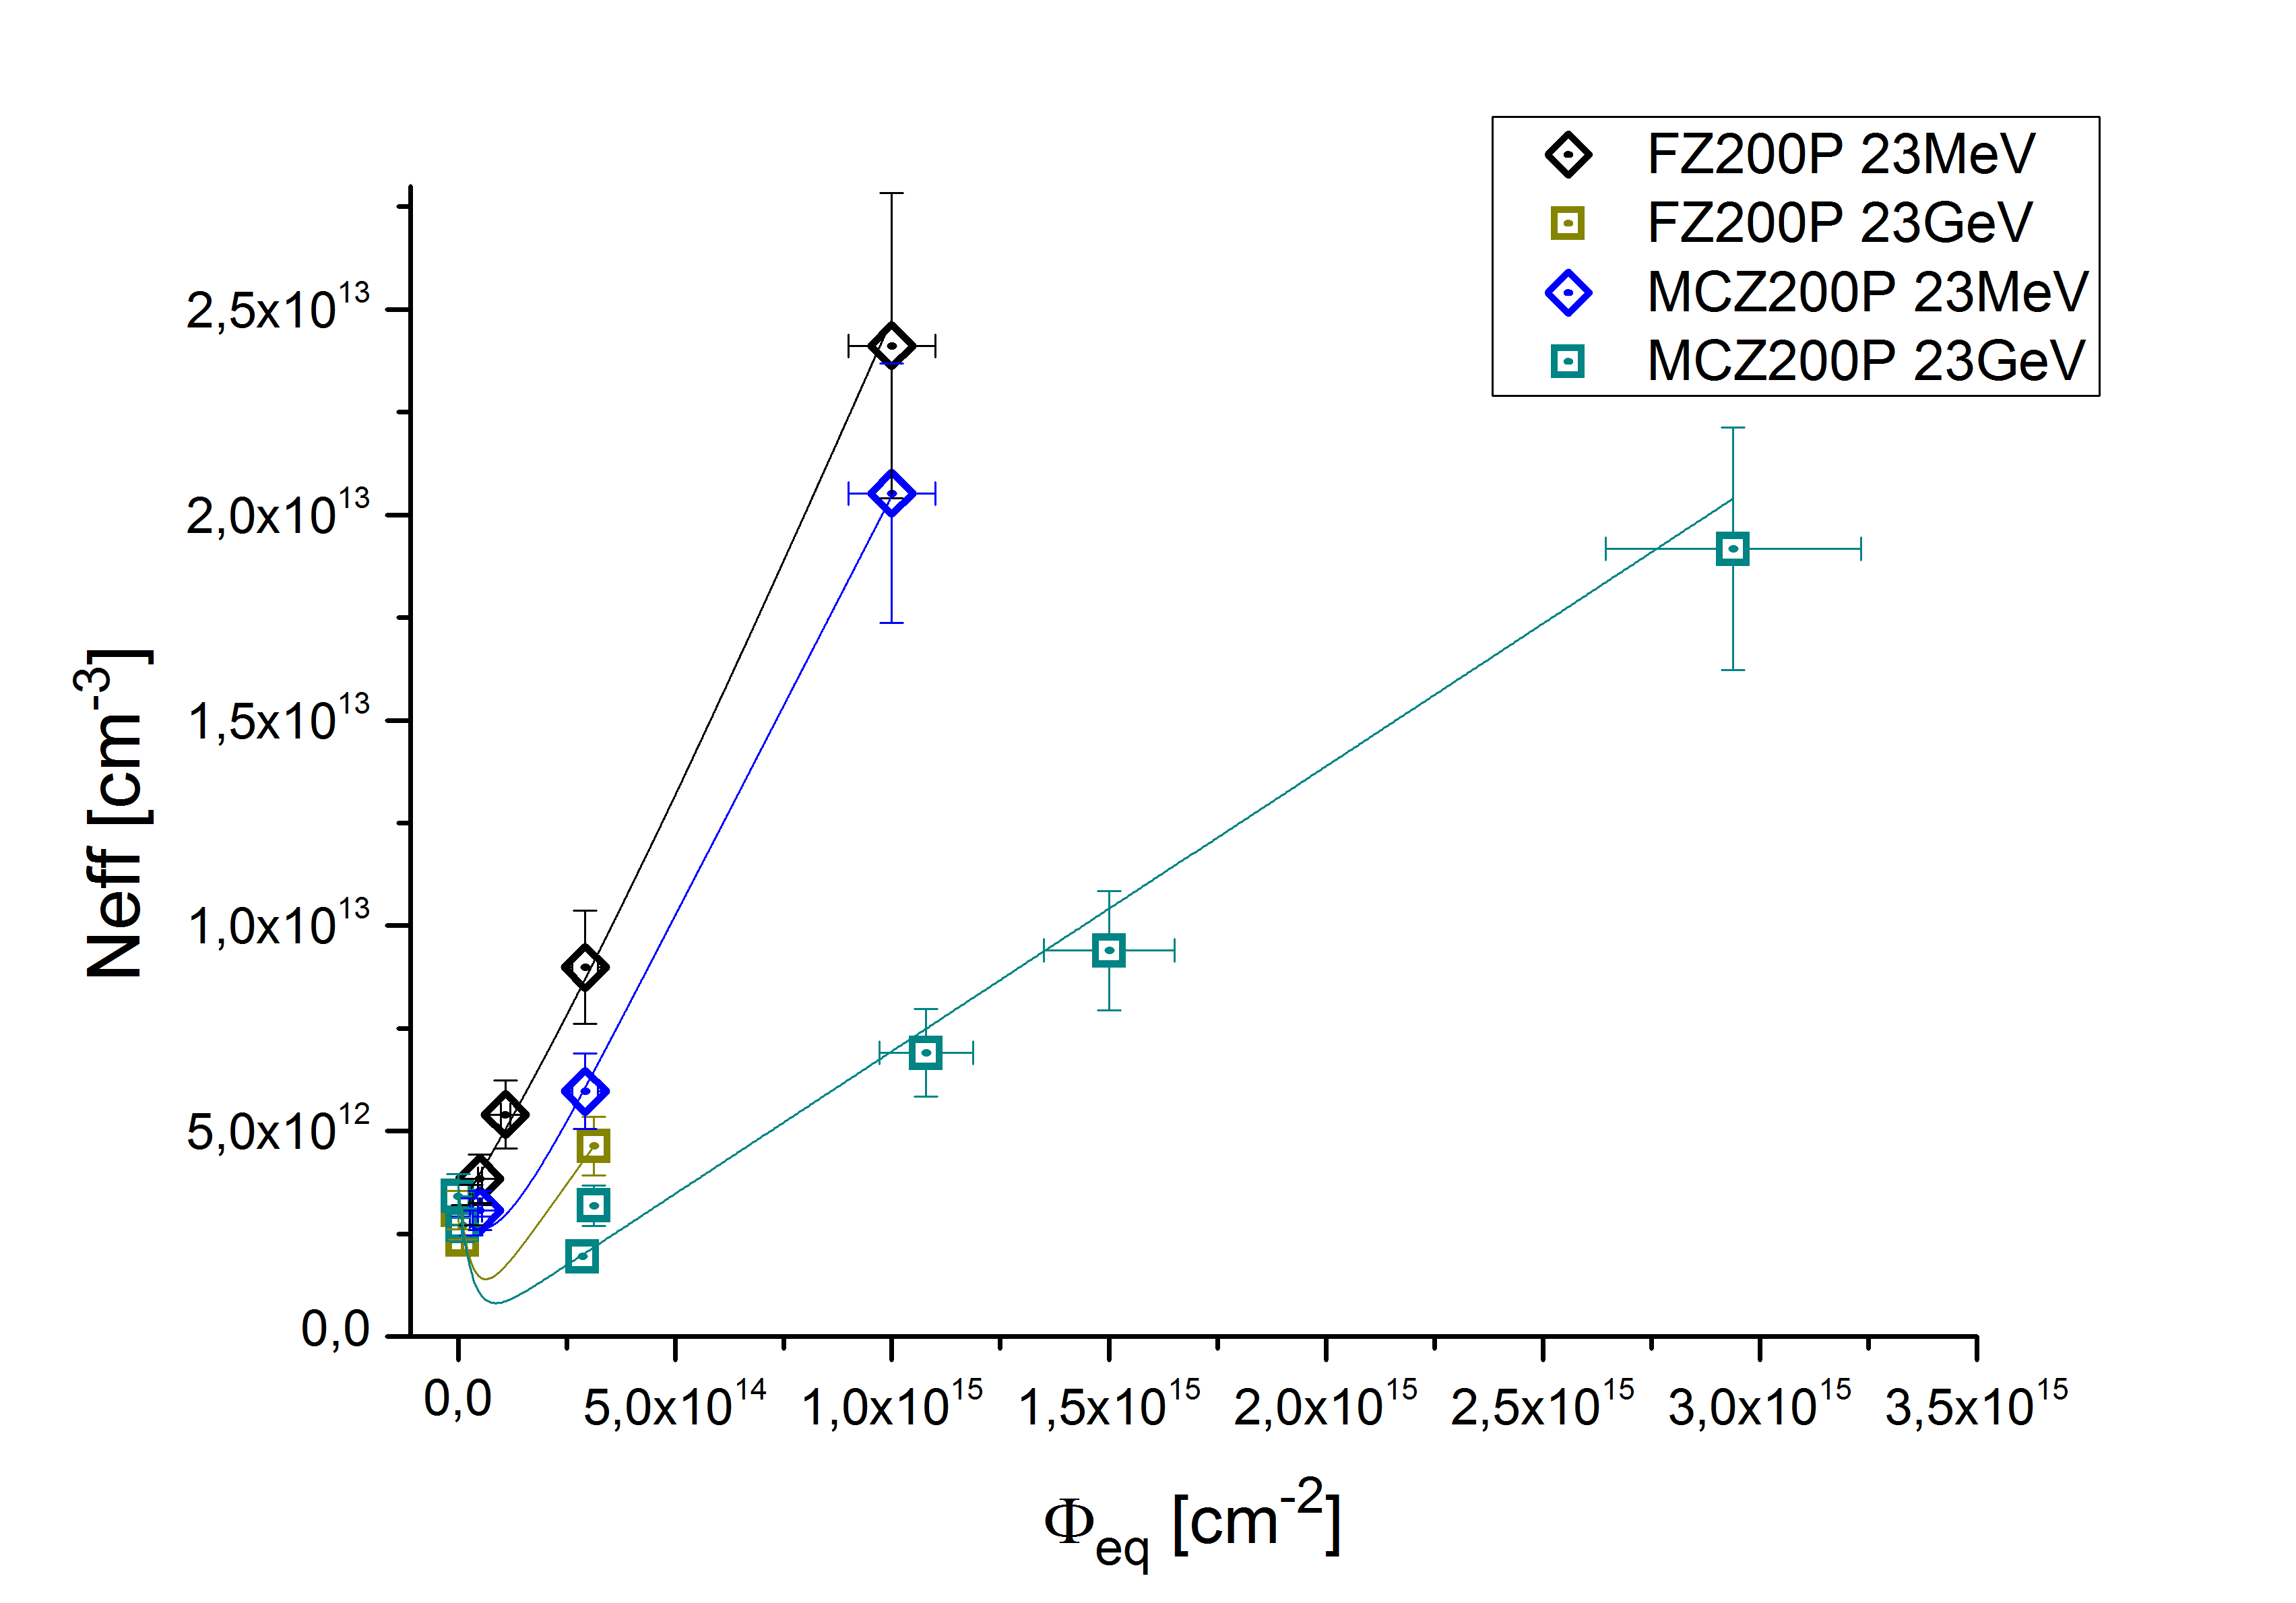 FZ200P 23MeV
FZ200P 23GeV
MCZ200P 23MeV
MCZ200P 23GeV
2,5x10^13
2,0x10^13
1,5x10^13
1,0x10^13
5,0x10^12
0,0
Neff [cm^-3]
0,0 5,0x10^14 1,0x10^15 1,5x10^15 2,0x10^15 2,5x10^15 3,0x10^15 3,5x10^15
Φeq [cm^-2]